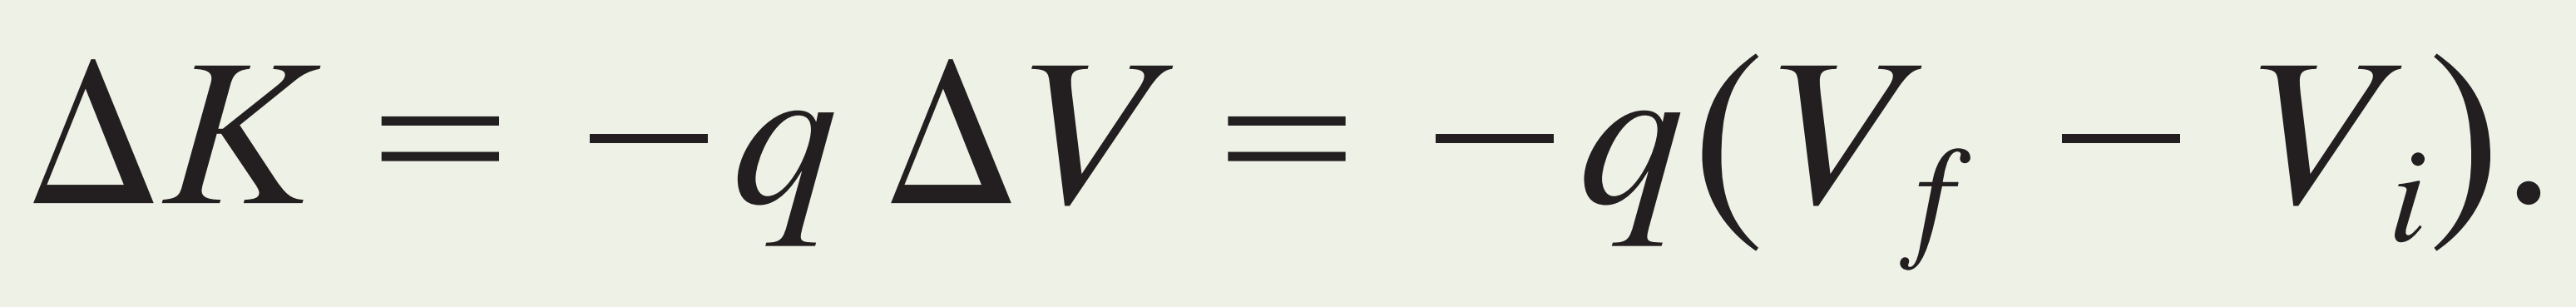 ΔK = −q ΔV = −q(V_f − V_i).